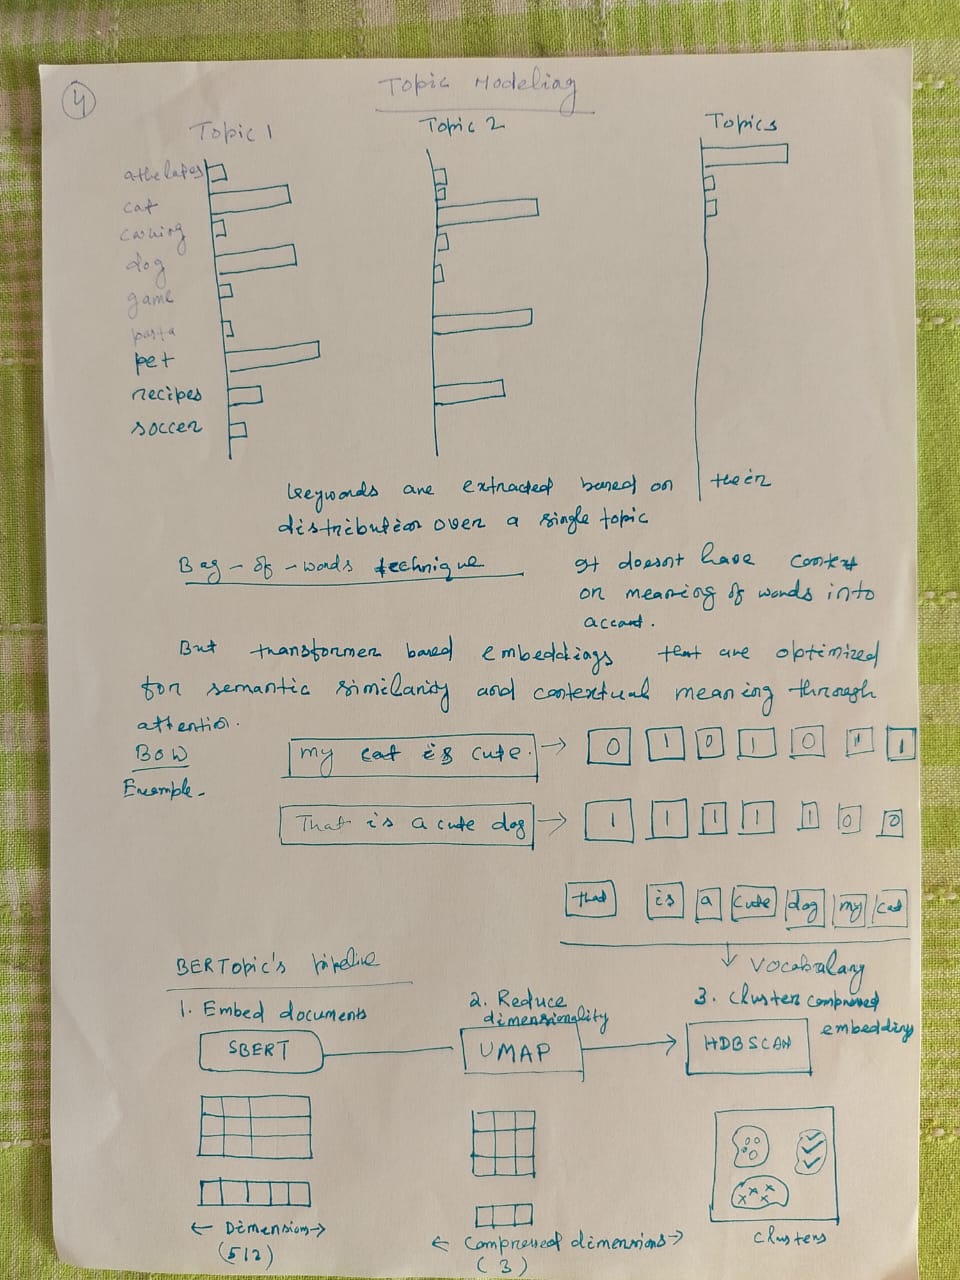 4
Topic Modeling
Topic 1
Topic 2
Topics
athelates
cat
cooking
dog
game
pasta
pet
recipes
soccer
keywords are extracted based on their
distribution over a single topic
Bag-of-words technique
It doesnt have context
or meaning of words into
account.
But transformer based embeddings that are optimized
for semantic similarity and contextual meaning through
attention.
BOW
Example-
my cat is cute. → 0 1 0 1 0 1 1
That is a cute dog → 1 1 1 1 1 0 0
that is a cute dog my cat
↓ Vocabulary
BERTopic's Pipeline
1. Embed documents
2. Reduce
dimensionality
3. Cluster compressed
embedding
SBERT
UMAP
HDBSCAN
← Dimension→
(512)
← Compressed dimensions→
(3)
Clusters